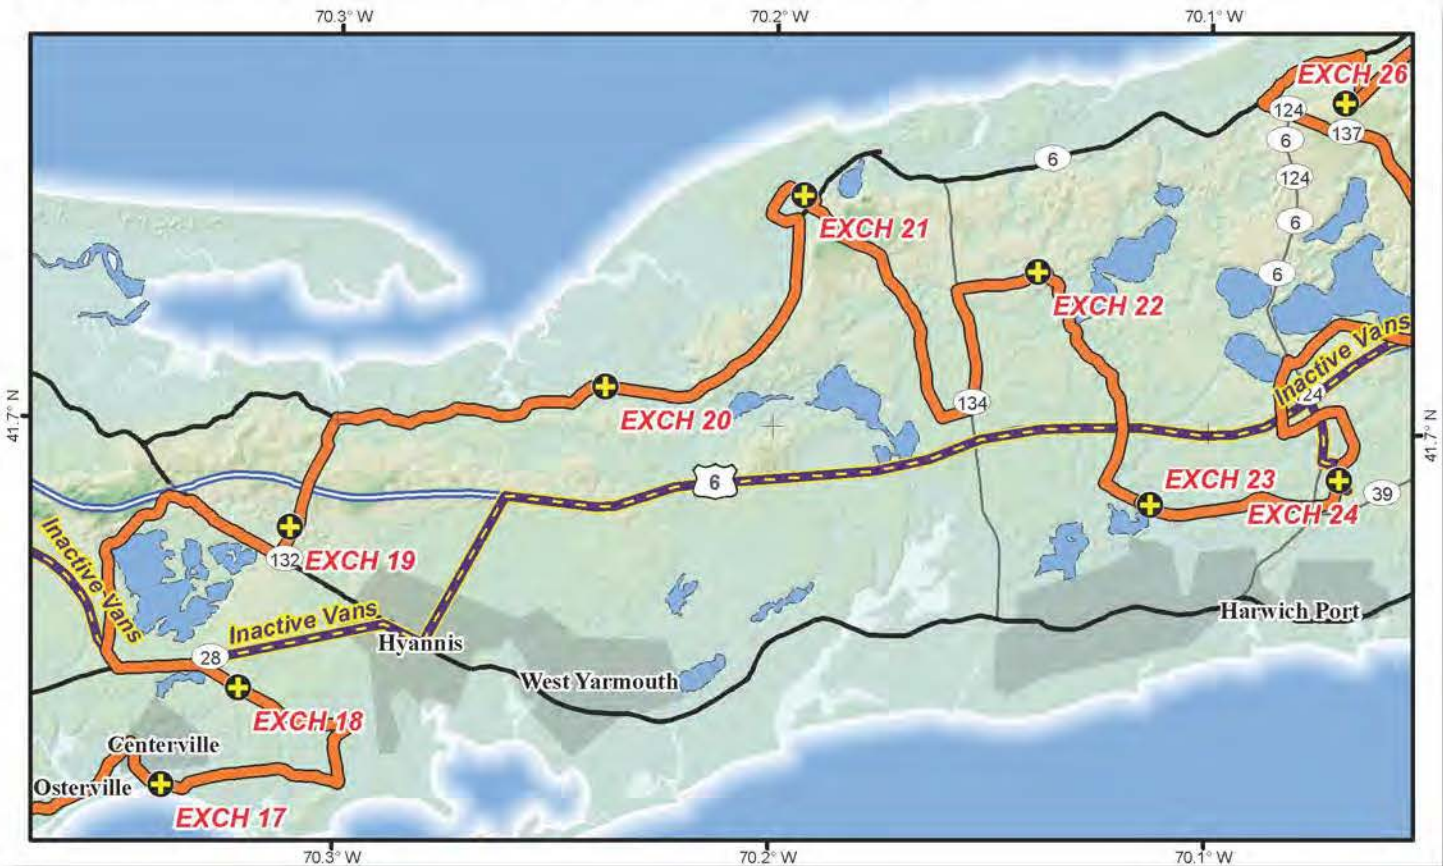 70.3° W
70.2° W
70.1° W
EXCH 26
124
137
6
6
124
EXCH 21
6
6
EXCH 22
Inactive Vans
24
41.7° N
134
EXCH 20
41.7° N
6
EXCH 23
39
EXCH 24
Inactive Vans
132
EXCH 19
Inactive Vans
Harwich Port
Hyannis
28
West Yarmouth
EXCH 18
Centerville
Osterville
EXCH 17
70.3° W
70.2° W
70.1° W